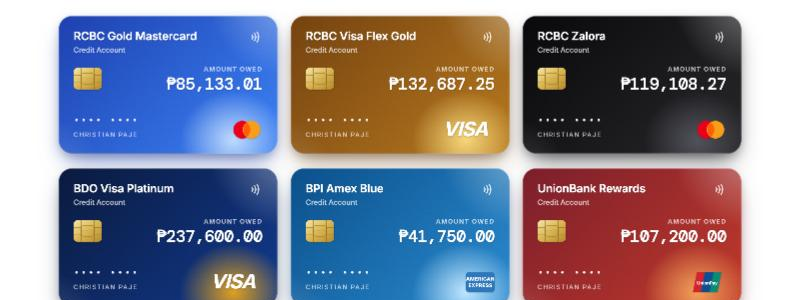 RCBC Gold Mastercard
Credit Account
AMOUNT OWED
₱85,133.01
•••• ••••
CHRISTIAN PAJE
RCBC Visa Flex Gold
Credit Account
AMOUNT OWED
₱132,687.25
•••• ••••
CHRISTIAN PAJE
VISA
RCBC Zalora
Credit Account
AMOUNT OWED
₱119,108.27
•••• ••••
CHRISTIAN PAJE
BDO Visa Platinum
Credit Account
AMOUNT OWED
₱237,600.00
•••• ••••
CHRISTIAN PAJE
VISA
BPI Amex Blue
Credit Account
AMOUNT OWED
₱41,750.00
•••• ••••
CHRISTIAN PAJE
AMERICAN
EXPRESS
UnionBank Rewards
Credit Account
AMOUNT OWED
₱107,200.00
•••• ••••
CHRISTIAN PAJE
UnionPay